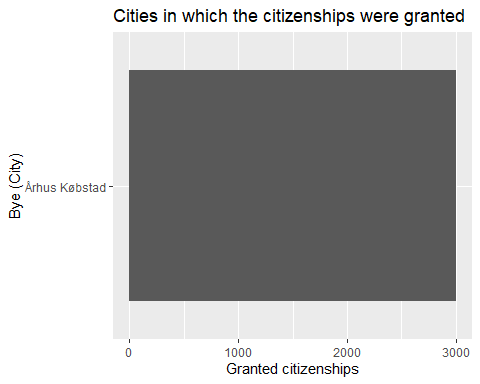 Cities in which the citizenships were granted
Bye (City)
Århus Købstad
0 1000 2000 3000
Granted citizenships